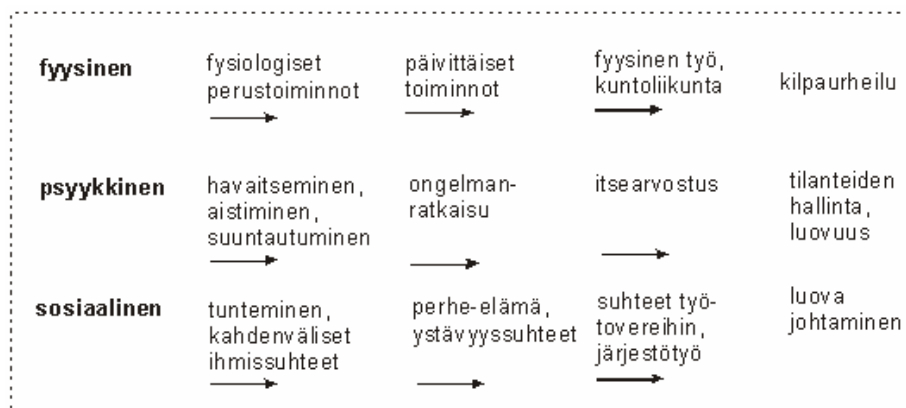 fyysinen
fysiologiset
perustoiminnot
päivittäiset
toiminnot
fyysinen työ,
kuntoliikunta
kilpaurheilu
psyykkinen
havaitseminen,
aistiminen,
suuntautuminen
ongelman-
ratkaisu
itsearvostus
tilanteiden
hallinta,
luovuus
sosiaalinen
tunteminen,
kahdenväliset
ihmissuhteet
perhe-elämä,
ystävyyssuhteet
suhteet työ-
tovereihin,
järjestötyö
luova
johtaminen